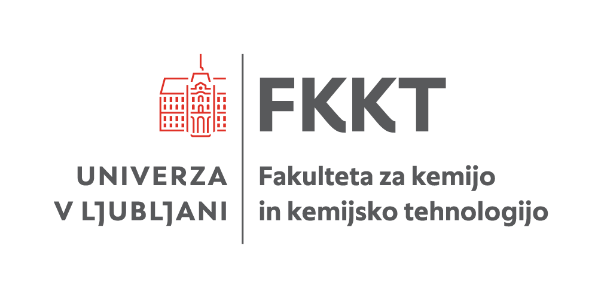 FKKT
UNIVERZA
V LJUBLJANI
Fakulteta za kemijo
in kemijsko tehnologijo